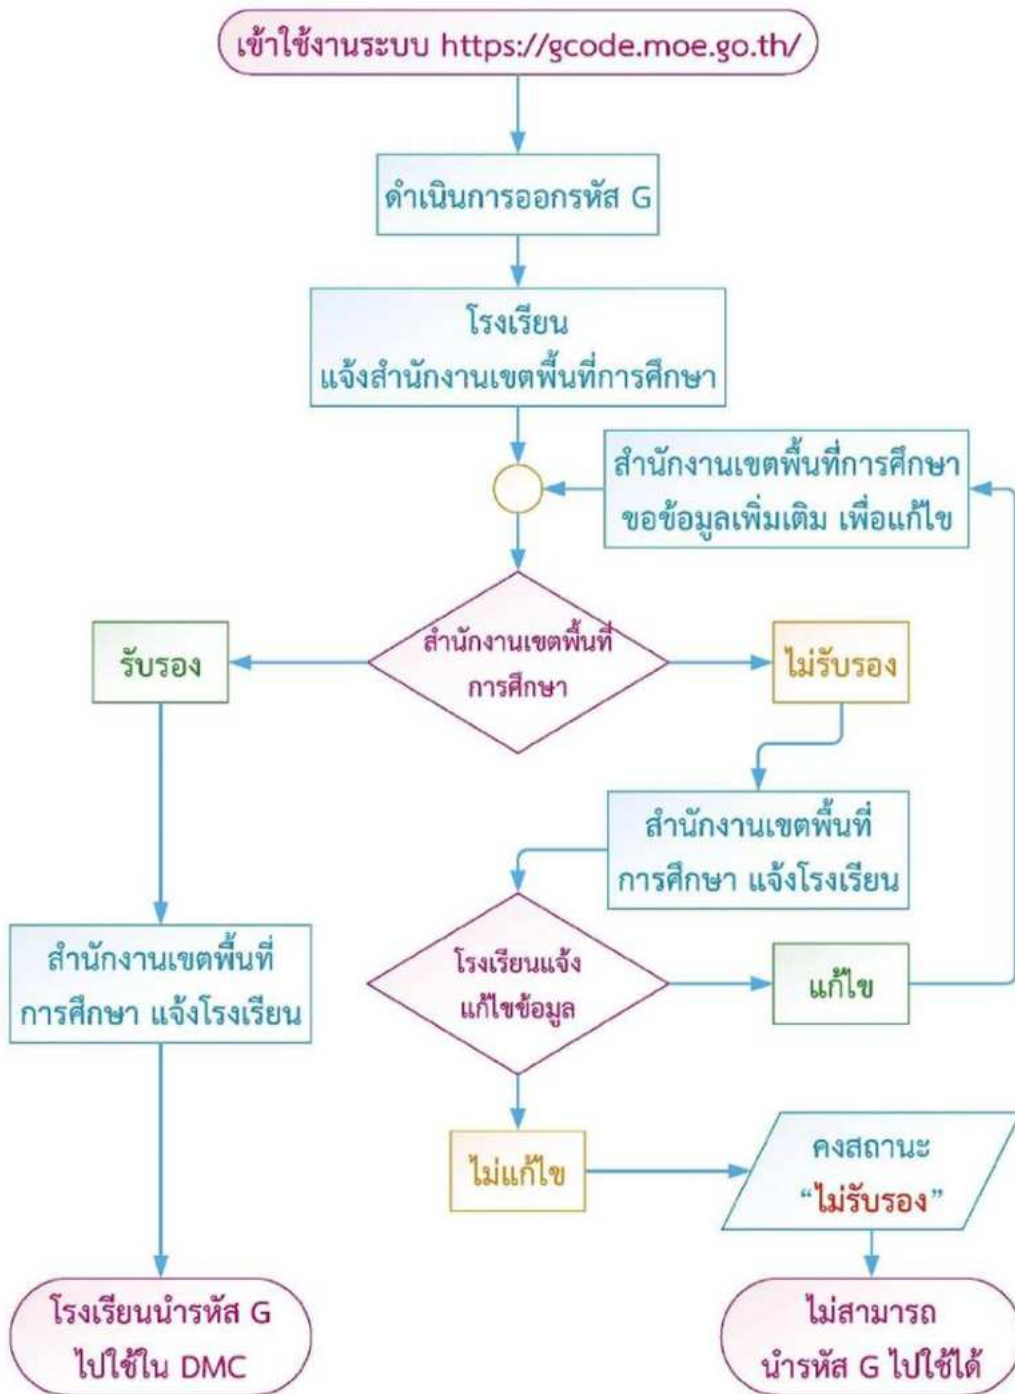 เข้าใช้งานระบบ https://gcode.moe.go.th/
ดำเนินการออกรหัส G
โรงเรียน
แจ้งสำนักงานเขตพื้นที่การศึกษา
สำนักงานเขตพื้นที่การศึกษา
ขอข้อมูลเพิ่มเติม เพื่อแก้ไข
สำนักงานเขตพื้นที่
การศึกษา
รับรอง
ไม่รับรอง
สำนักงานเขตพื้นที่
การศึกษา แจ้งโรงเรียน
สำนักงานเขตพื้นที่
การศึกษา แจ้งโรงเรียน
โรงเรียนแจ้ง
แก้ไขข้อมูล
แก้ไข
ไม่แก้ไข
คงสถานะ
“ไม่รับรอง”
โรงเรียนนำรหัส G
ไปใช้ใน DMC
ไม่สามารถ
นำรหัส G ไปใช้ได้